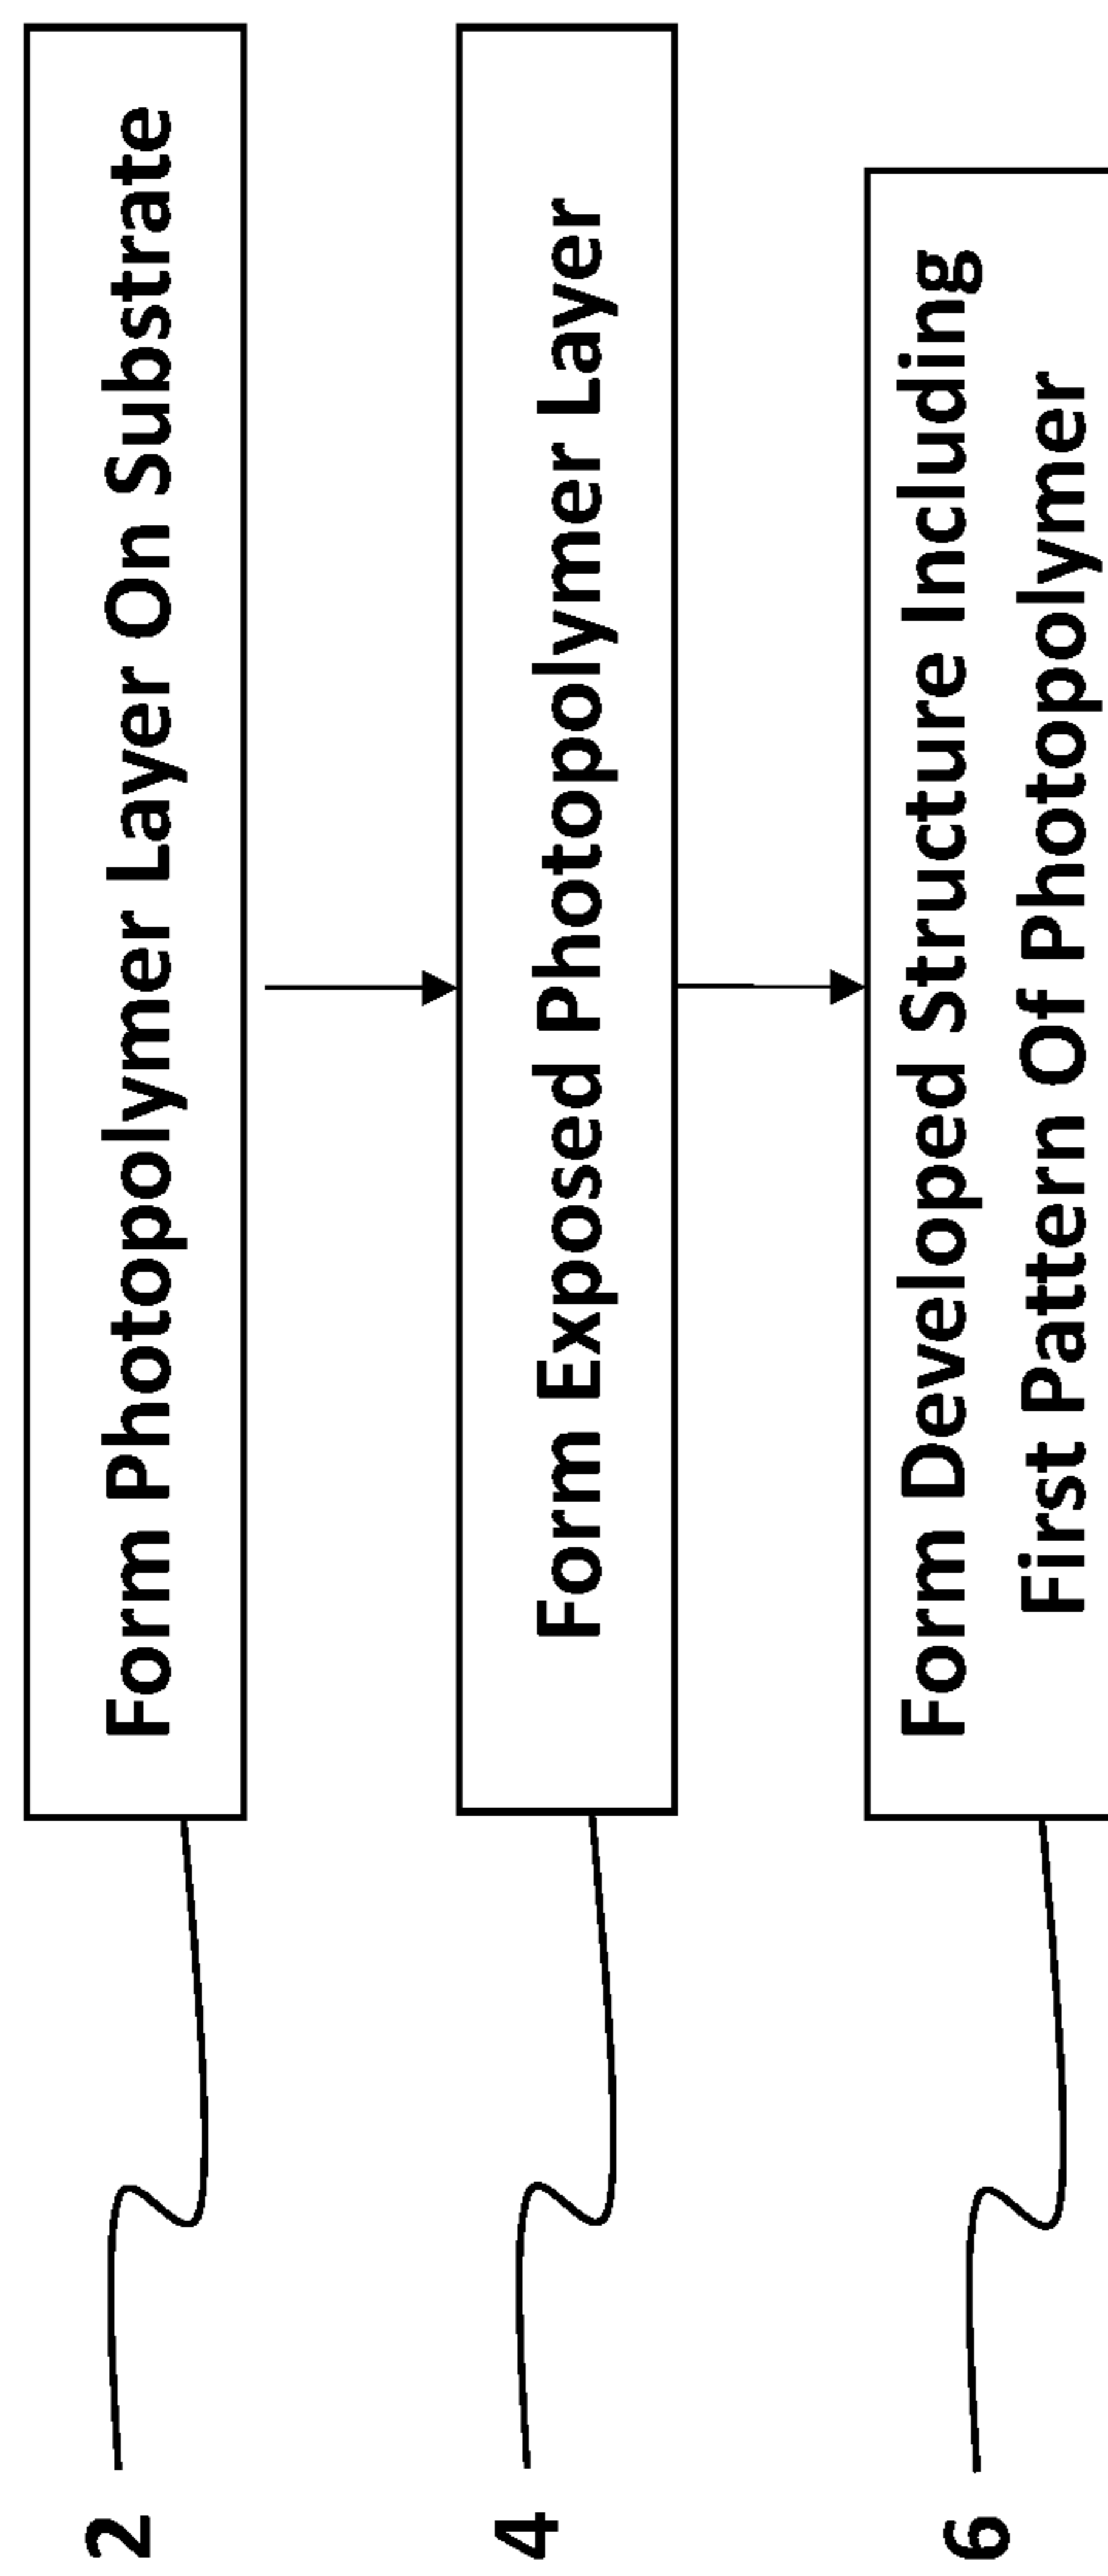 Form Photopolymer Layer On Substrate
2
Form Exposed Photopolymer Layer
4
Form Developed Structure Including
First Pattern Of Photopolymer
6